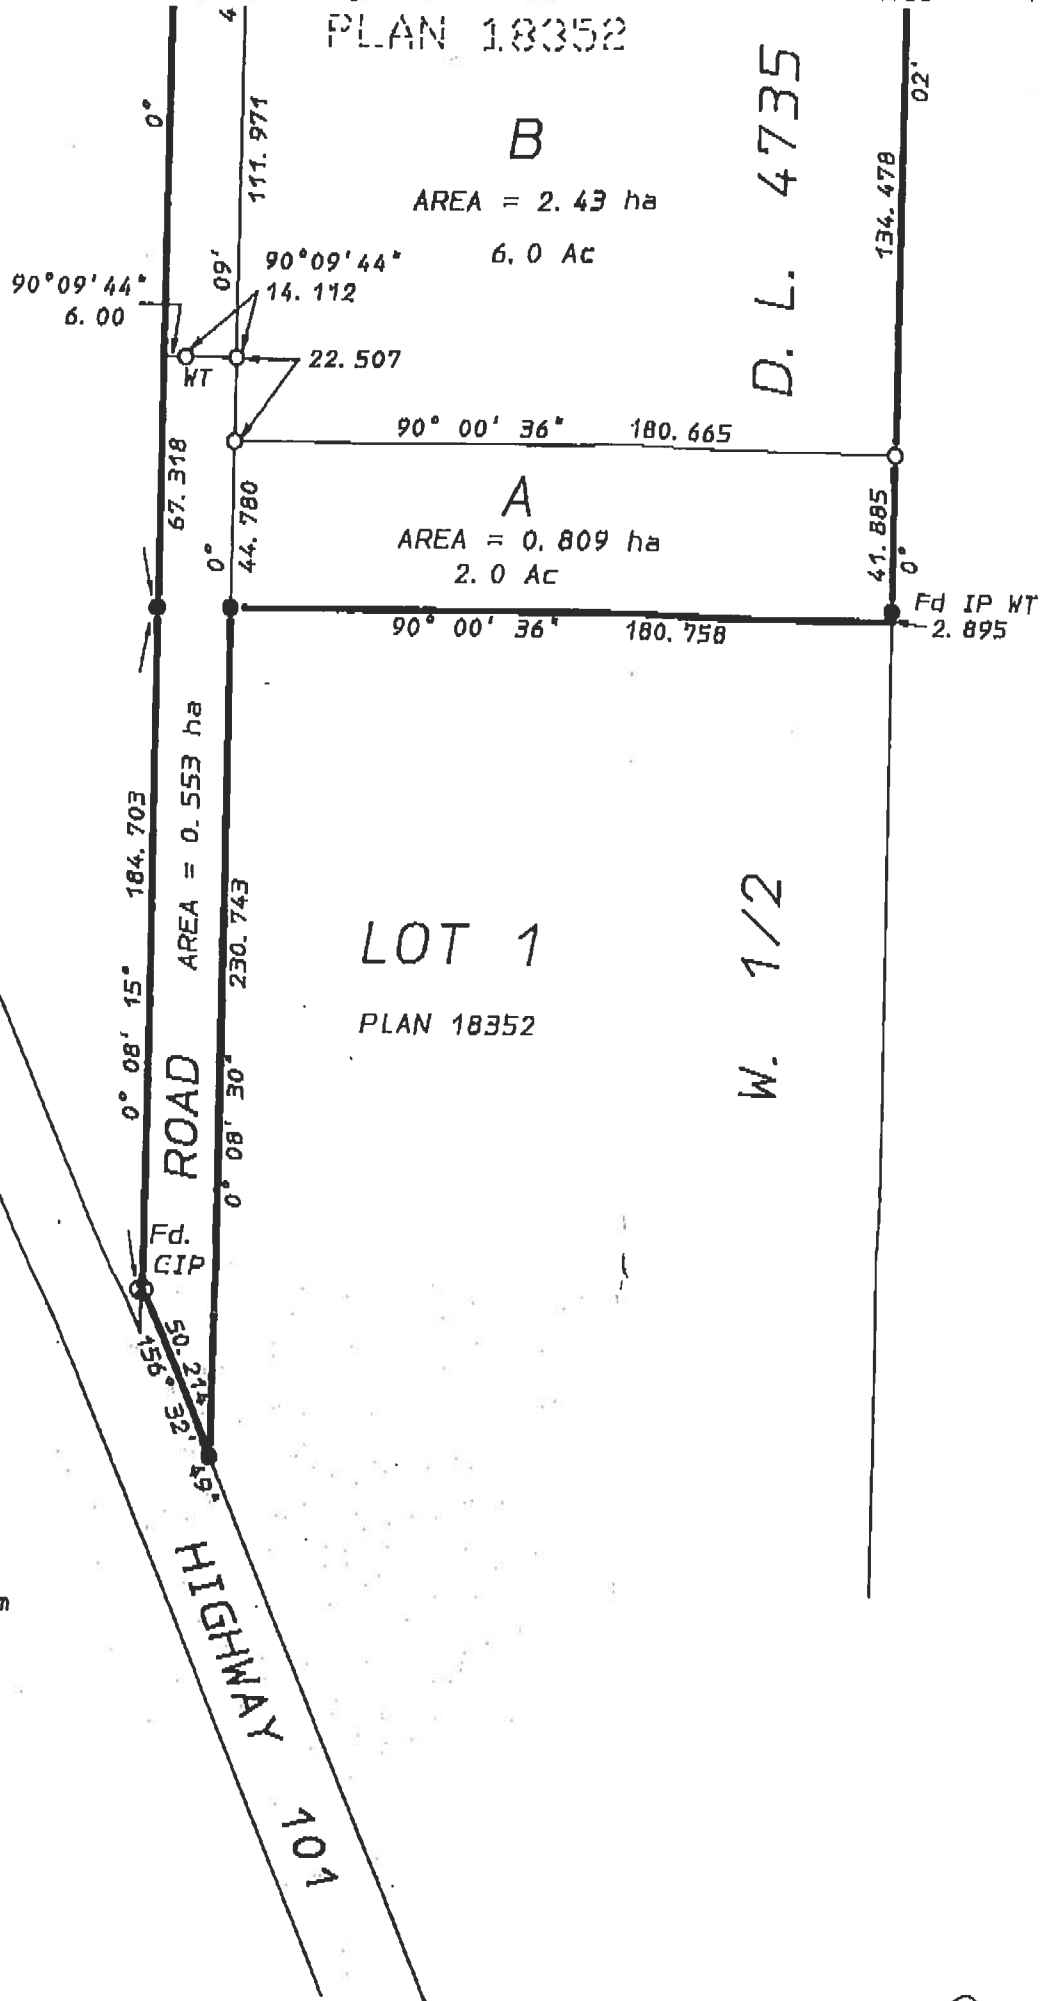 PLAN 18352
4
0°
111.971
02'
B
D. L. 4735
134.478
AREA = 2.43 ha
6.0 Ac
09'
90°09'44"
14.112
90°09'44"
6.00
WT
22.507
90° 00' 36" 180.665
67.318
A
0°
44.780
AREA = 0.809 ha
2.0 Ac
41.885
0°
Fd IP WT
2.895
90° 00' 36" 180.758
0° 08' 15" 184.703
ROAD AREA = 0.553 ha
0° 08' 30" 230.743
LOT 1
PLAN 18352
W. 1/2
Fd.
CIP
50.214
156° 32' 49"
HIGHWAY 101
m